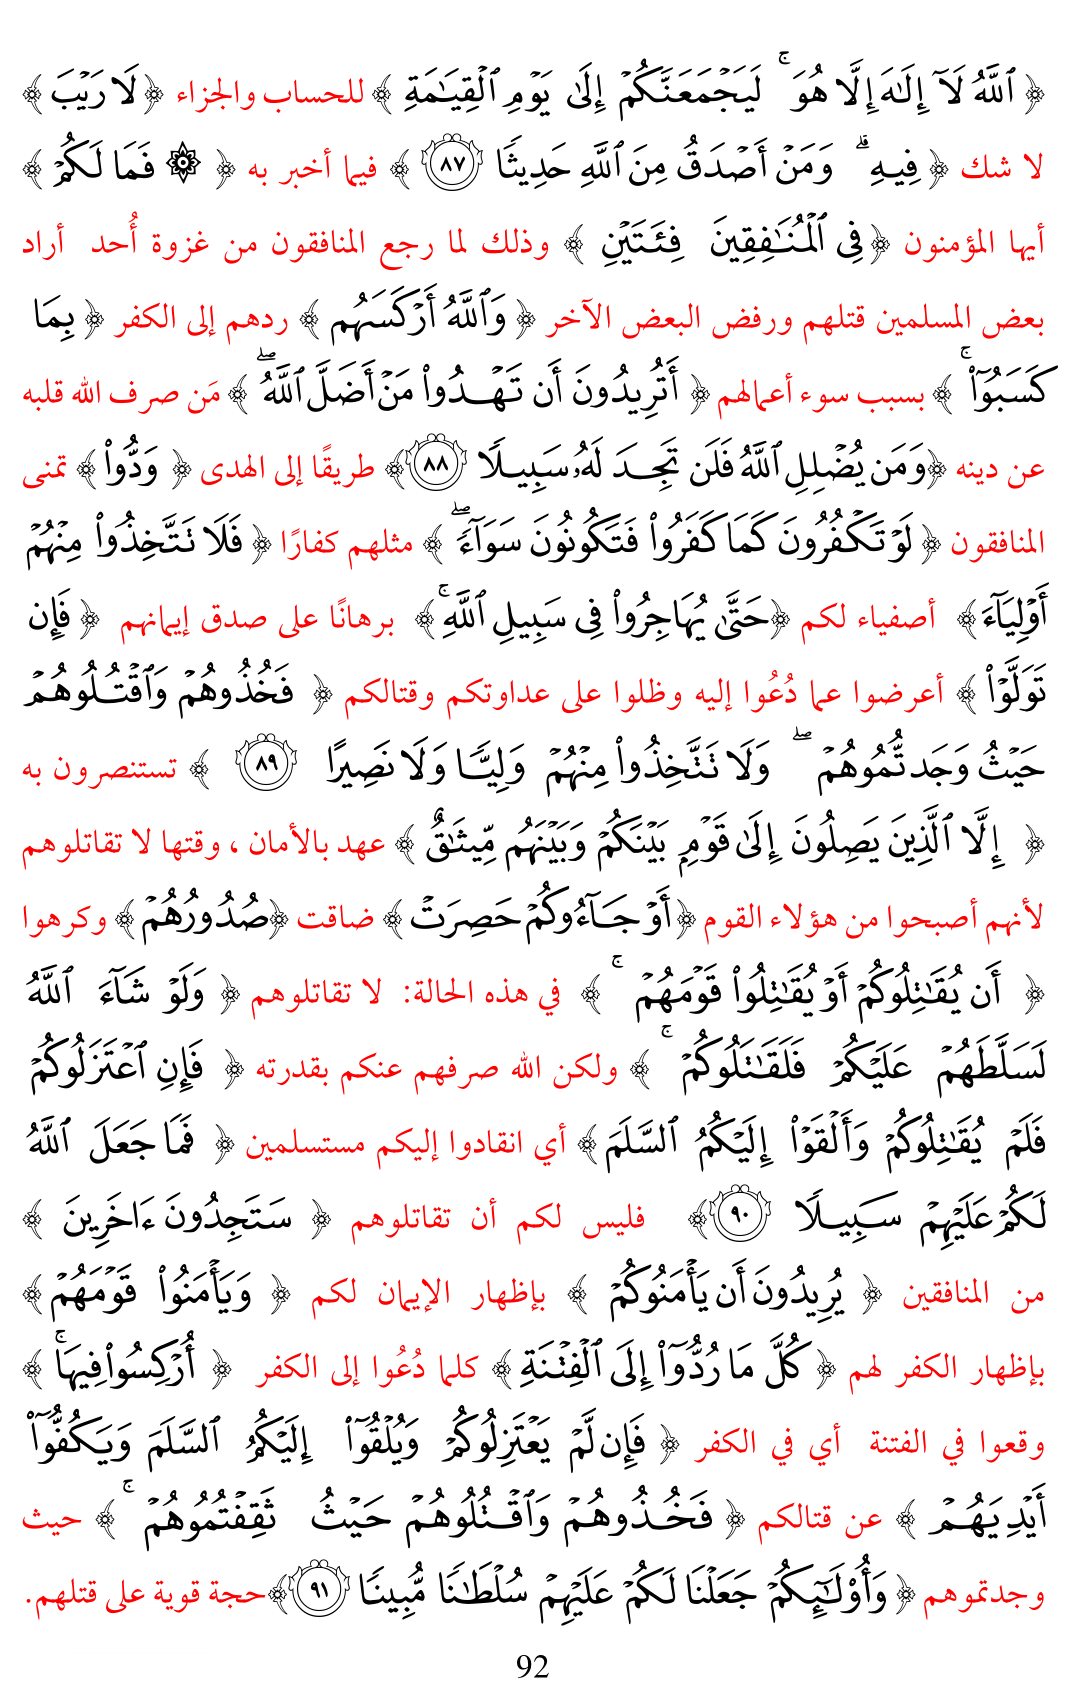 ﴿ ٱللَّهُ لَآ إِلَٰهَ إِلَّا هُوَۚ لَيَجۡمَعَنَّكُمۡ إِلَىٰ يَوۡمِ ٱلۡقِيَٰمَةِ ﴾ للحساب والجزاء ﴿ لَا رَيۡبَ ﴾
لا شك ﴿ فِيهِۗ وَمَنۡ أَصۡدَقُ مِنَ ٱللَّهِ حَدِيثٗا ٨٧ ﴾ فيما أخبر به ﴿ ۞ فَمَا لَكُمۡ ﴾
أيها المؤمنون ﴿ فِي ٱلۡمُنَٰفِقِينَ فِئَتَيۡنِ ﴾ وذلك لما رجع المنافقون من غزوة أُحد أراد
بعض المسلمين قتلهم ورفض البعض الآخر ﴿ وَٱللَّهُ أَرۡكَسَهُم ﴾ ردهم إلى الكفر ﴿ بِمَا
كَسَبُوٓاْۚ ﴾ بسبب سوء أعمالهم ﴿ أَتُرِيدُونَ أَن تَهۡدُواْ مَنۡ أَضَلَّ ٱللَّهُۖ ﴾ مَن صرف الله قلبه
عن دينه ﴿وَمَن يُضۡلِلِ ٱللَّهُ فَلَن تَجِدَ لَهُۥ سَبِيلٗا ٨٨ ﴾ طريقًا إلى الهدى ﴿ وَدُّواْ ﴾ تمنى
المنافقون ﴿ لَوۡ تَكۡفُرُونَ كَمَا كَفَرُواْ فَتَكُونُونَ سَوَآءٗۖ ﴾ مثلهم كفارًا ﴿ فَلَا تَتَّخِذُواْ مِنۡهُمۡ
أَوۡلِيَآءَ﴾ أصفياء لكم ﴿حَتَّىٰ يُهَاجِرُواْ فِي سَبِيلِ ٱللَّهِۚ﴾ برهانًا على صدق إيمانهم ﴿ فَإِن
تَوَلَّوۡاْ ﴾ أعرضوا عما دُعُوا إليه وظلوا على عداوتكم وقتالكم ﴿ فَخُذُوهُمۡ وَٱقۡتُلُوهُمۡ
حَيۡثُ وَجَدتُّمُوهُمۡۖ وَلَا تَتَّخِذُواْ مِنۡهُمۡ وَلِيّٗا وَلَا نَصِيرًا ٨٩ ﴾ تستنصرون به
﴿ إِلَّا ٱلَّذِينَ يَصِلُونَ إِلَىٰ قَوۡمِۭ بَيۡنَكُمۡ وَبَيۡنَهُم مِّيثَٰقٌ ﴾ عهد بالأمان ، وقتها لا تقاتلوهم
لأنهم أصبحوا من هؤلاء القوم ﴿أَوۡ جَآءُوكُمۡ حَصِرَتۡ ﴾ ضاقت ﴿صُدُورُهُمۡ﴾ وكرهوا
﴿ أَن يُقَٰتِلُوكُمۡ أَوۡ يُقَٰتِلُواْ قَوۡمَهُمۡۚ ﴾ في هذه الحالة: لا تقاتلوهم ﴿ وَلَوۡ شَآءَ ٱللَّهُ
لَسَلَّطَهُمۡ عَلَيۡكُمۡ فَلَقَٰتَلُوكُمۡۚ ﴾ ولكن الله صرفهم عنكم بقدرته ﴿ فَإِنِ ٱعۡتَزَلُوكُمۡ
فَلَمۡ يُقَٰتِلُوكُمۡ وَأَلۡقَوۡاْ إِلَيۡكُمُ ٱلسَّلَمَ﴾ أي انقادوا إليكم مستسلمين ﴿ فَمَا جَعَلَ ٱللَّهُ
لَكُمۡ عَلَيۡهِمۡ سَبِيلٗا ٩٠﴾ فليس لكم أن تقاتلوهم ﴿ سَتَجِدُونَ ءَاخَرِينَ ﴾
من المنافقين ﴿ يُرِيدُونَ أَن يَأۡمَنُوكُمۡ ﴾ بإظهار الإيمان لكم ﴿ وَيَأۡمَنُواْ قَوۡمَهُمۡ ﴾
بإظهار الكفر لهم ﴿ كُلَّ مَا رُدُّوٓاْ إِلَى ٱلۡفِتۡنَةِ ﴾ كلما دُعُوا إلى الكفر ﴿ أُرۡكِسُواْ فِيهَاۚ ﴾
وقعوا في الفتنة أي في الكفر ﴿ فَإِن لَّمۡ يَعۡتَزِلُوكُمۡ وَيُلۡقُوٓاْ إِلَيۡكُمُ ٱلسَّلَمَ وَيَكُفُّوٓاْ
أَيۡدِيَهُمۡ ﴾ عن قتالكم ﴿ فَخُذُوهُمۡ وَٱقۡتُلُوهُمۡ حَيۡثُ ثَقِفۡتُمُوهُمۡۚ ﴾ حيث
وجدتموهم ﴿ وَأُوْلَٰٓئِكُمۡ جَعَلۡنَا لَكُمۡ عَلَيۡهِمۡ سُلۡطَٰنٗا مُّبِينٗا ٩١﴾حجة قوية على قتلهم.
92